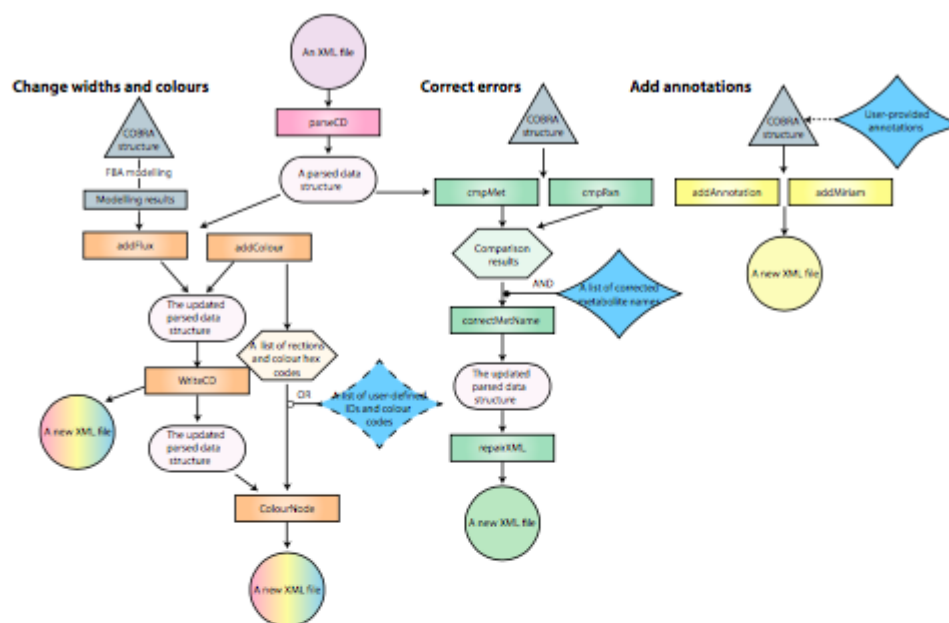 An XML file
Change widths and colours
Correct errors
Add annotations
COBRA
structure
parseCD
COBRA
structure
COBRA
structure
User-provided
annotations
FBA modelling
A parsed data
structure
Modelling results
cmpMet
cmpRxn
addAnnotation
addMiriam
addFlux
addColour
Comparison
results
A new XML file
The updated
parsed data
structure
AND
A list of corrected
metabolite names
correctMetName
A list of rections
and colour hex
codes
WriteCD
The updated
parsed data
structure
OR
A list of user-defined
IDs and colour
codes
A new XML file
The updated
parsed data
structure
repairXML
ColourNode
A new XML file
A new XML file